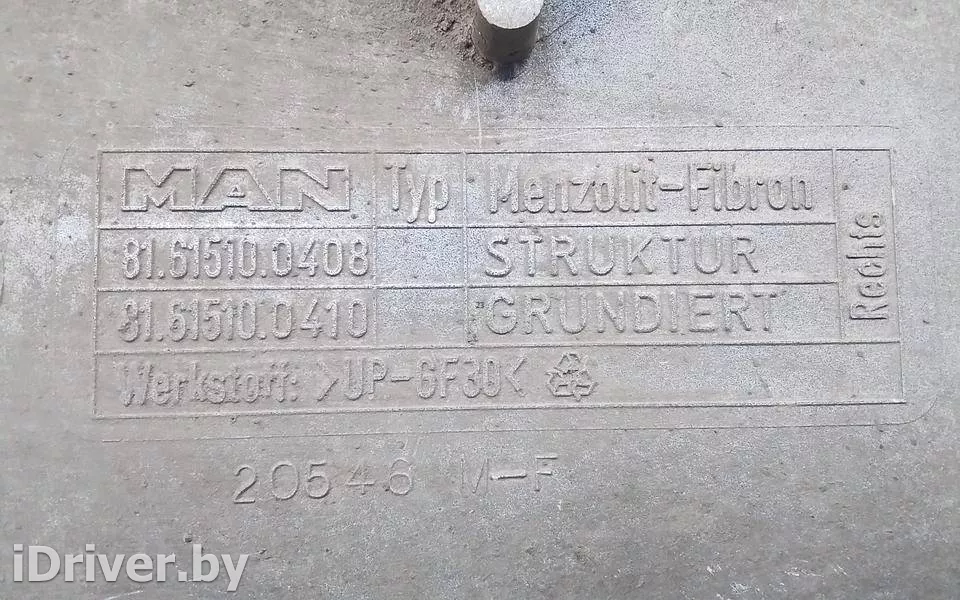 MAN Typ Menzolit-Fibron
81.61510.0408 STRUKTUR
81.61510.0410 GRUNDIERT
Rechts
Werkstoff: >UP-GF30<
20546 M-F
iDriver.by